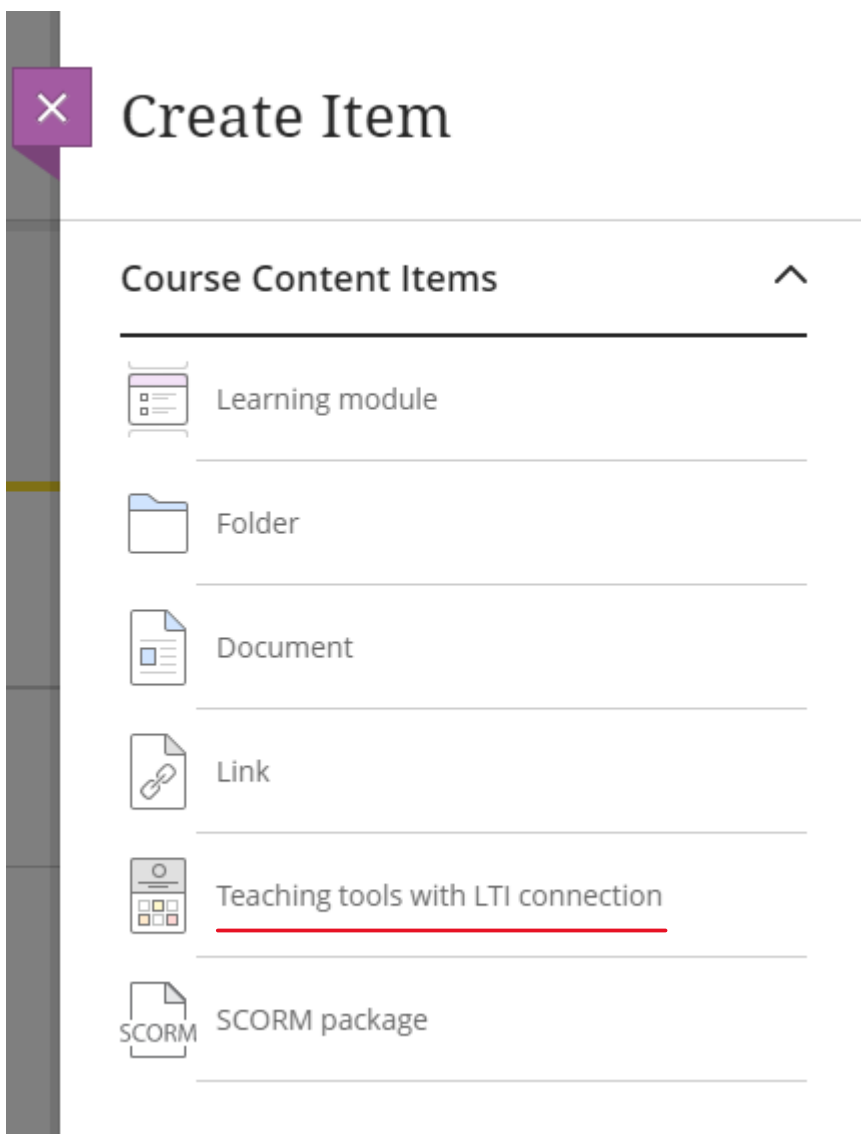 Create Item
Course Content Items
Learning module
Folder
Document
Link
Teaching tools with LTI connection
SCORM
SCORM package